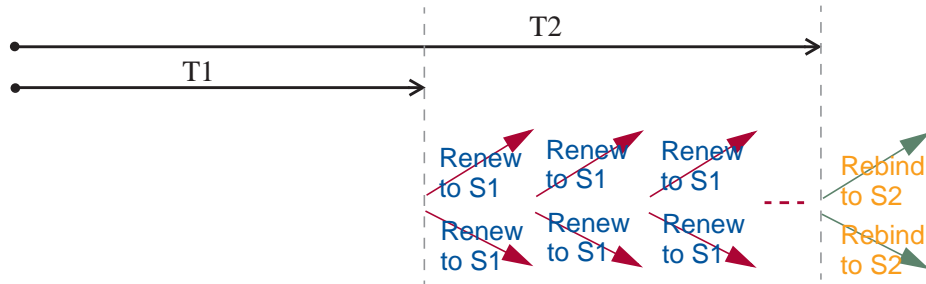 T2
T1
Renew
to S1
Renew
to S1
Renew
to S1
Rebind
to S2
Renew
to S1
Renew
to S1
Renew
to S1
Rebind
to S2